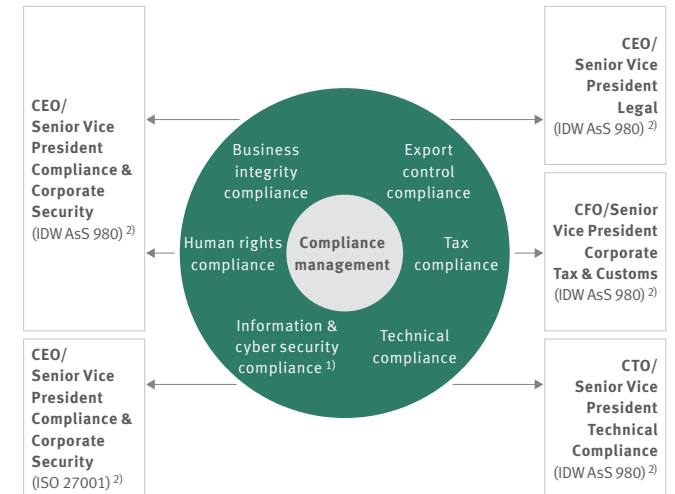 CEO/
Senior Vice
President
Compliance &
Corporate
Security
(IDW AsS 980) 2)
CEO/
Senior Vice
President
Compliance &
Corporate
Security
(ISO 27001) 2)
Business
integrity
compliance
Export
control
compliance
Human rights
compliance
Compliance
management
Tax
compliance
Information &
cyber security
compliance 1)
Technical
compliance
CEO/
Senior Vice
President
Legal
(IDW AsS 980) 2)
CFO/Senior
Vice President
Corporate
Tax & Customs
(IDW AsS 980) 2)
CTO/
Senior Vice
President
Technical
Compliance
(IDW AsS 980) 2)